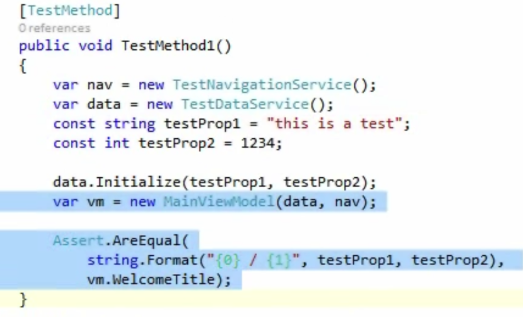 [TestMethod]
0 references
public void TestMethod1()
{
var nav = new TestNavigationService();
var data = new TestDataService();
const string testProp1 = "this is a test";
const int testProp2 = 1234;
data.Initialize(testProp1, testProp2);
var vm = new MainViewModel(data, nav);
Assert.AreEqual(
string.Format("{0} / {1}", testProp1, testProp2),
vm.WelcomeTitle);
}